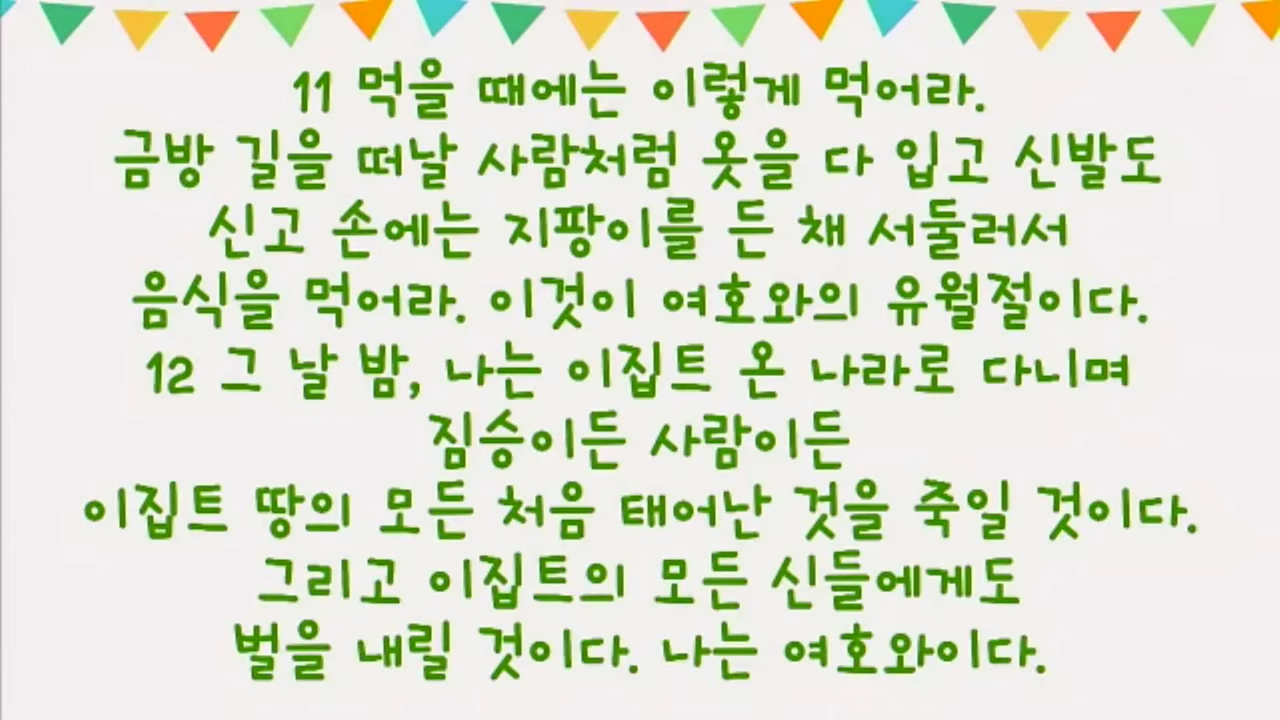 11 먹을 때에는 이렇게 먹어라.
금방 길을 떠날 사람처럼 옷을 다 입고 신발도
신고 손에는 지팡이를 든 채 서둘러서
음식을 먹어라. 이것이 여호와의 유월절이다.
12 그 날 밤, 나는 이집트 온 나라로 다니며
짐승이든 사람이든
이집트 땅의 모든 처음 태어난 것을 죽일 것이다.
그리고 이집트의 모든 신들에게도
벌을 내릴 것이다. 나는 여호와이다.